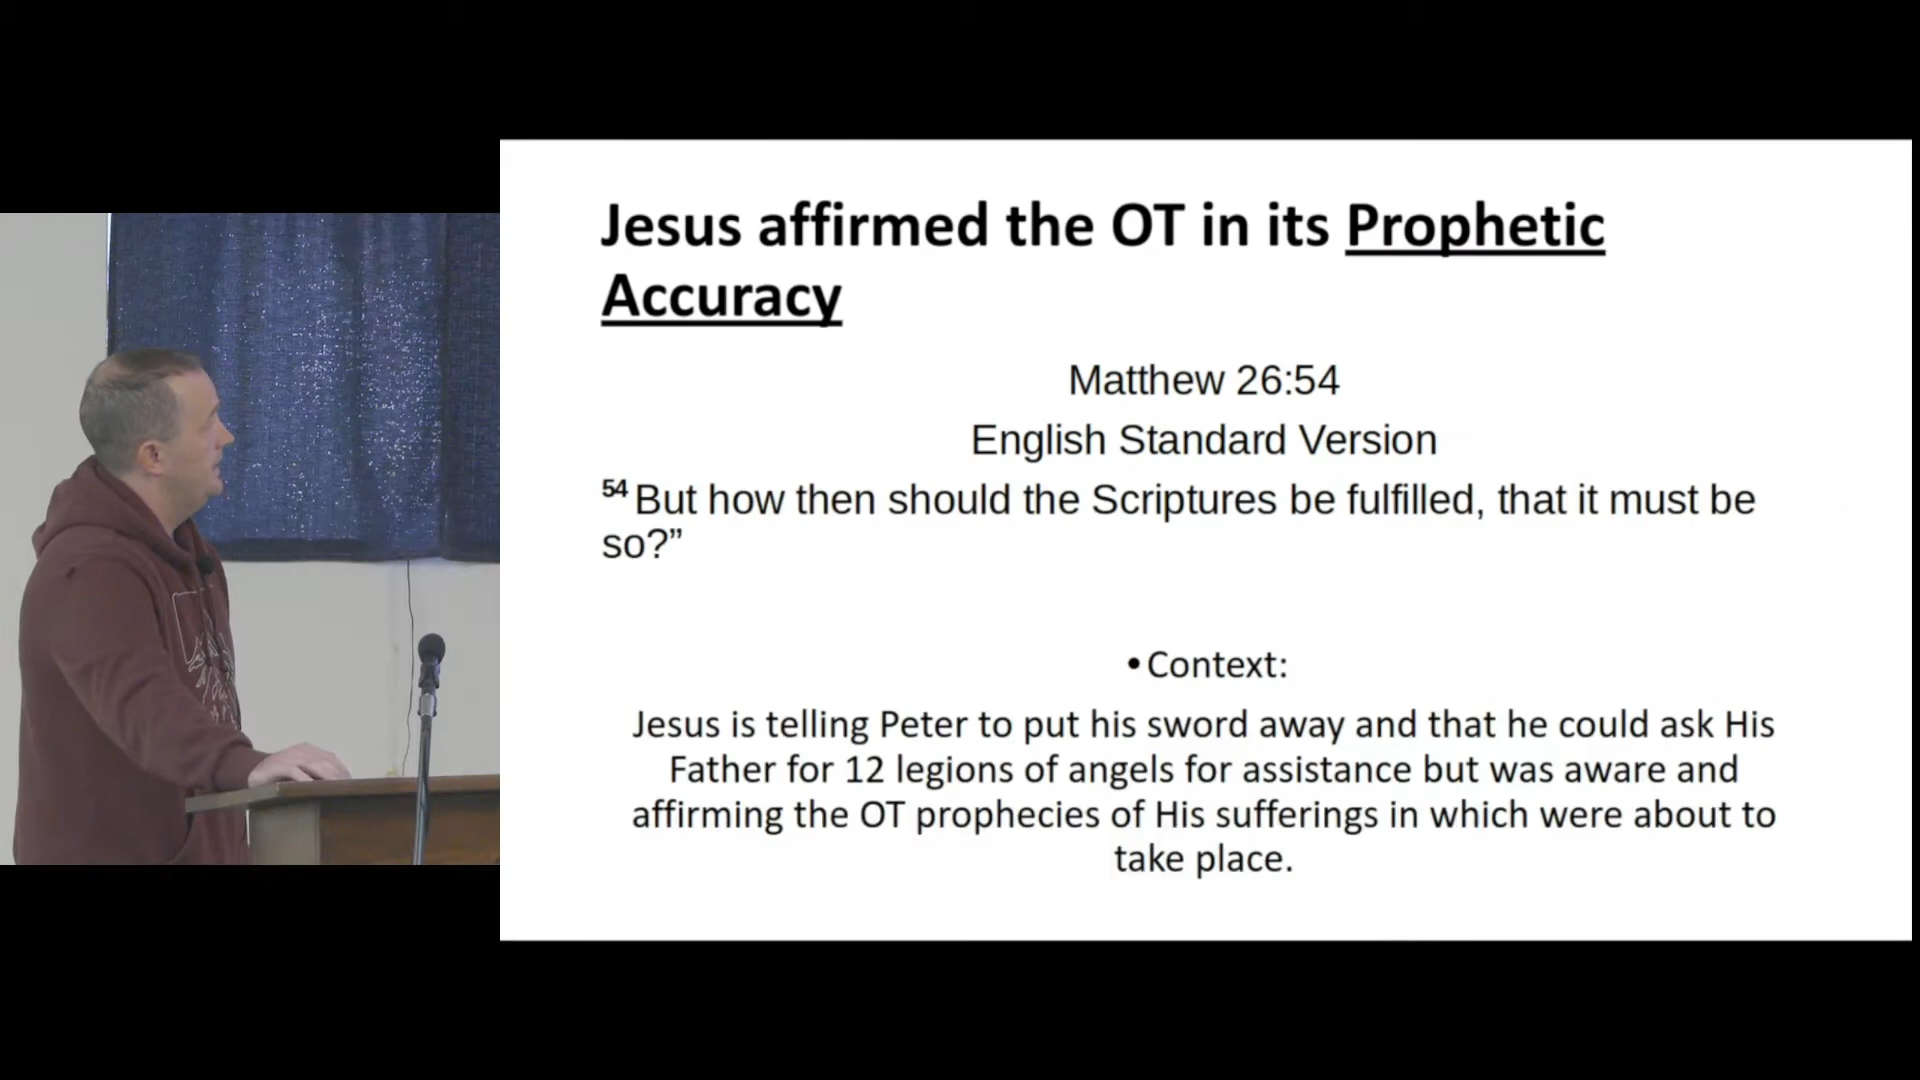 Jesus affirmed the OT in its Prophetic
Accuracy
Matthew 26:54
English Standard Version
54 But how then should the Scriptures be fulfilled, that it must be
so?”
•Context:
Jesus is telling Peter to put his sword away and that he could ask His
Father for 12 legions of angels for assistance but was aware and
affirming the OT prophecies of His sufferings in which were about to
take place.